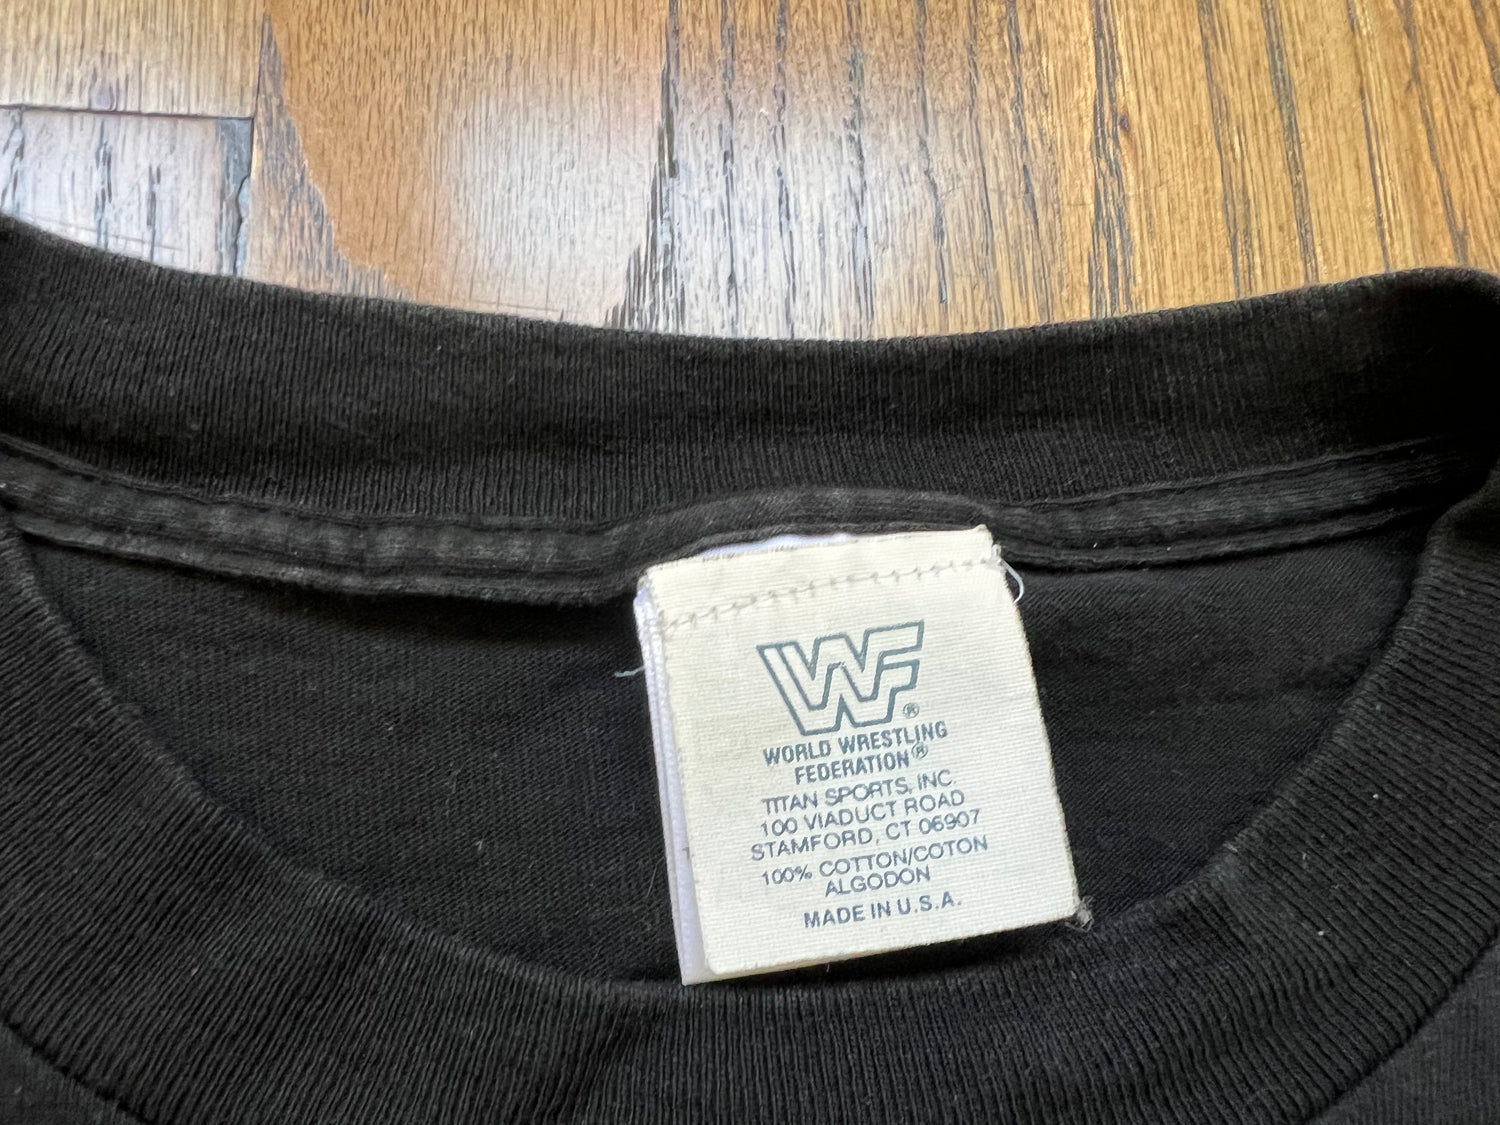 WF®
WORLD WRESTLING
FEDERATION®
TITAN SPORTS, INC.
100 VIADUCT ROAD
STAMFORD, CT 06907
100% COTTON/COTON
ALGODON
MADE IN U.S.A.